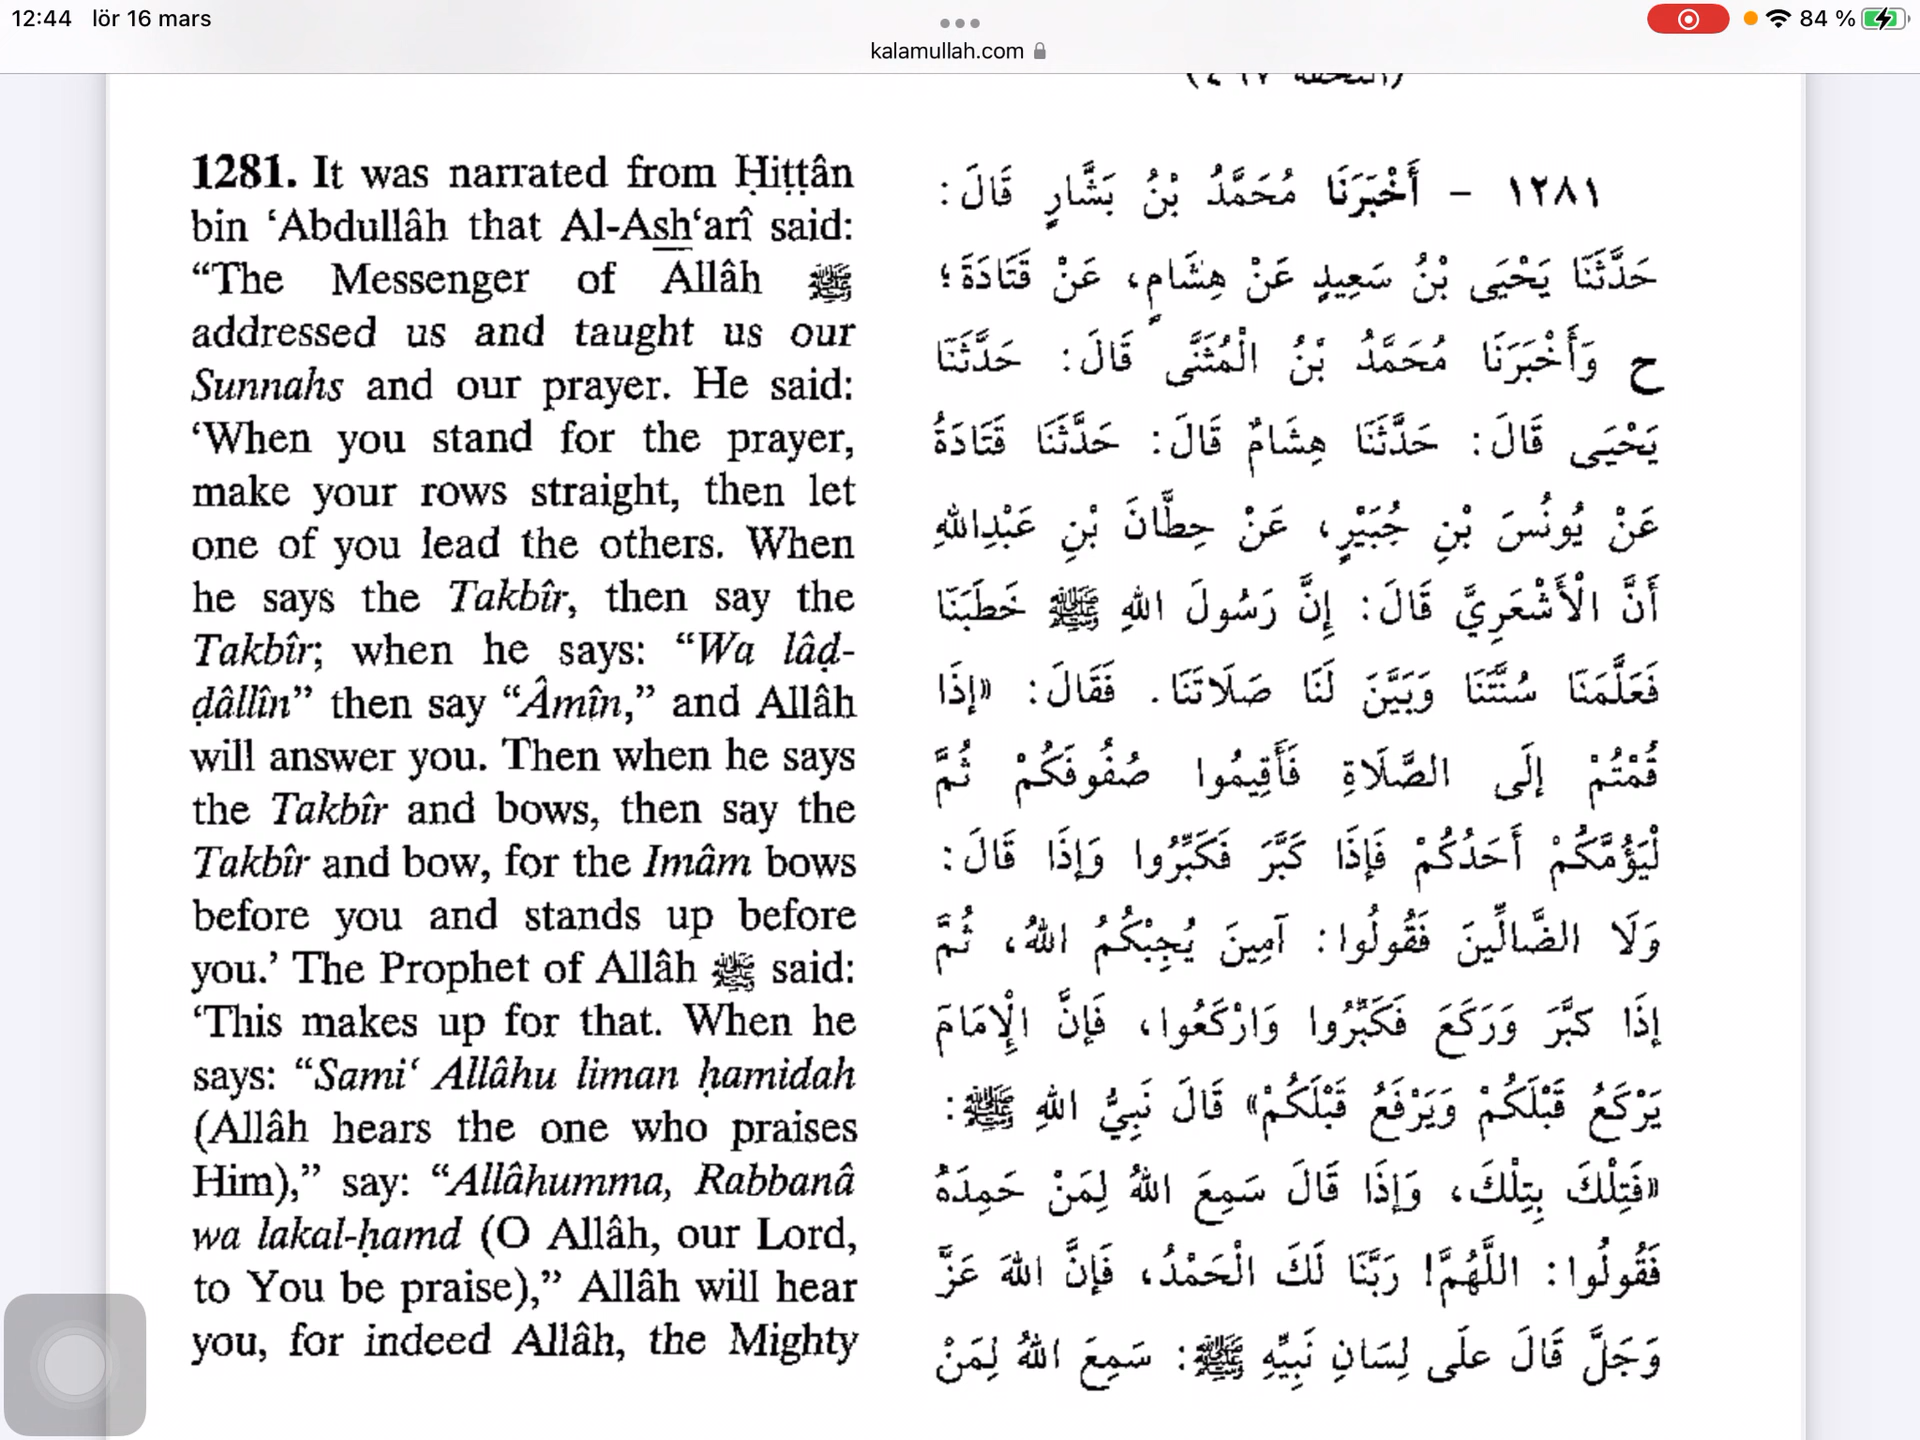 12:44 lör 16 mars
84 %
kalamullah.com
1281. It was narrated from Ḥiṭṭân
bin ‘Abdullâh that Al-Ash‘arî said:
“The Messenger of Allâh ﷺ
addressed us and taught us our
Sunnahs and our prayer. He said:
‘When you stand for the prayer,
make your rows straight, then let
one of you lead the others. When
he says the Takbîr, then say the
Takbîr; when he says: “Wa lâḍ-
ḍâllîn” then say “Âmîn,” and Allâh
will answer you. Then when he says
the Takbîr and bows, then say the
Takbîr and bow, for the Imâm bows
before you and stands up before
you.’ The Prophet of Allâh ﷺ said:
‘This makes up for that. When he
says: “Sami‘ Allâhu liman ḥamidah
(Allâh hears the one who praises
Him),” say: “Allâhumma, Rabbanâ
wa lakal-ḥamd (O Allâh, our Lord,
to You be praise),” Allâh will hear
you, for indeed Allâh, the Mighty
١٢٨١ – أَخْبَرَنَا مُحَمَّدُ بْنُ بَشَّارٍ قَالَ:
حَدَّثَنَا يَحْيَى بْنُ سَعِيدٍ عَنْ هِشَامٍ، عَنْ قَتَادَةَ؛
ح وَأَخْبَرَنَا مُحَمَّدُ بْنُ الْمُثَنَّى قَالَ: حَدَّثَنَا
يَحْيَى قَالَ: حَدَّثَنَا هِشَامٌ قَالَ: حَدَّثَنَا قَتَادَةُ
عَنْ يُونُسَ بْنِ جُبَيْرٍ، عَنْ حِطَّانَ بْنِ عَبْدِاللهِ
أَنَّ الْأَشْعَرِيَّ قَالَ: إِنَّ رَسُولَ اللهِ ﷺ خَطَبَنَا
فَعَلَّمَنَا سُنَّتَنَا وَبَيَّنَ لَنَا صَلَاتَنَا. فَقَالَ: «إِذَا
قُمْتُمْ إِلَى الصَّلَاةِ فَأَقِيمُوا صُفُوفَكُمْ ثُمَّ
لْيَؤُمَّكُمْ أَحَدُكُمْ فَإِذَا كَبَّرَ فَكَبِّرُوا وَإِذَا قَالَ:
وَلَا الضَّالِّينَ فَقُولُوا: آمِينَ يُجِبْكُمُ اللهُ، ثُمَّ
إِذَا كَبَّرَ وَرَكَعَ فَكَبِّرُوا وَارْكَعُوا، فَإِنَّ الْإِمَامَ
يَرْكَعُ قَبْلَكُمْ وَيَرْفَعُ قَبْلَكُمْ» قَالَ نَبِيُّ اللهِ ﷺ:
«فَتِلْكَ بِتِلْكَ، وَإِذَا قَالَ سَمِعَ اللهُ لِمَنْ حَمِدَهُ
فَقُولُوا: اللَّهُمَّ! رَبَّنَا لَكَ الْحَمْدُ، فَإِنَّ اللهَ عَزَّ
وَجَلَّ قَالَ عَلَى لِسَانِ نَبِيِّهِ ﷺ: سَمِعَ اللهُ لِمَنْ